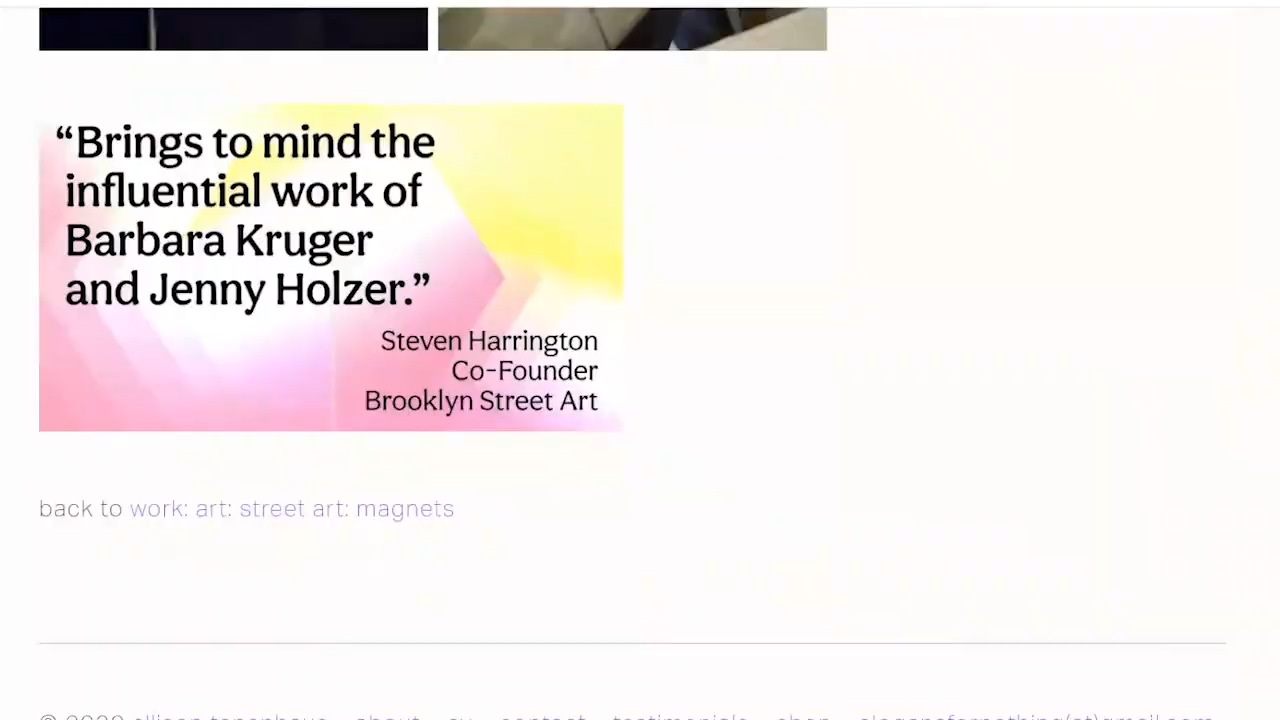 “Brings to mind the
influential work of
Barbara Kruger
and Jenny Holzer.”
Steven Harrington
Co-Founder
Brooklyn Street Art
back to work: art: street art: magnets